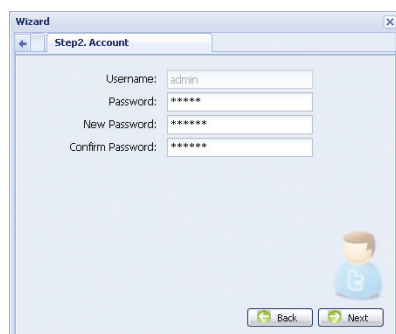 Wizard
Step2. Account
Username: admin
Password: *****
New Password: ******
Confirm Password: ******
Back Next